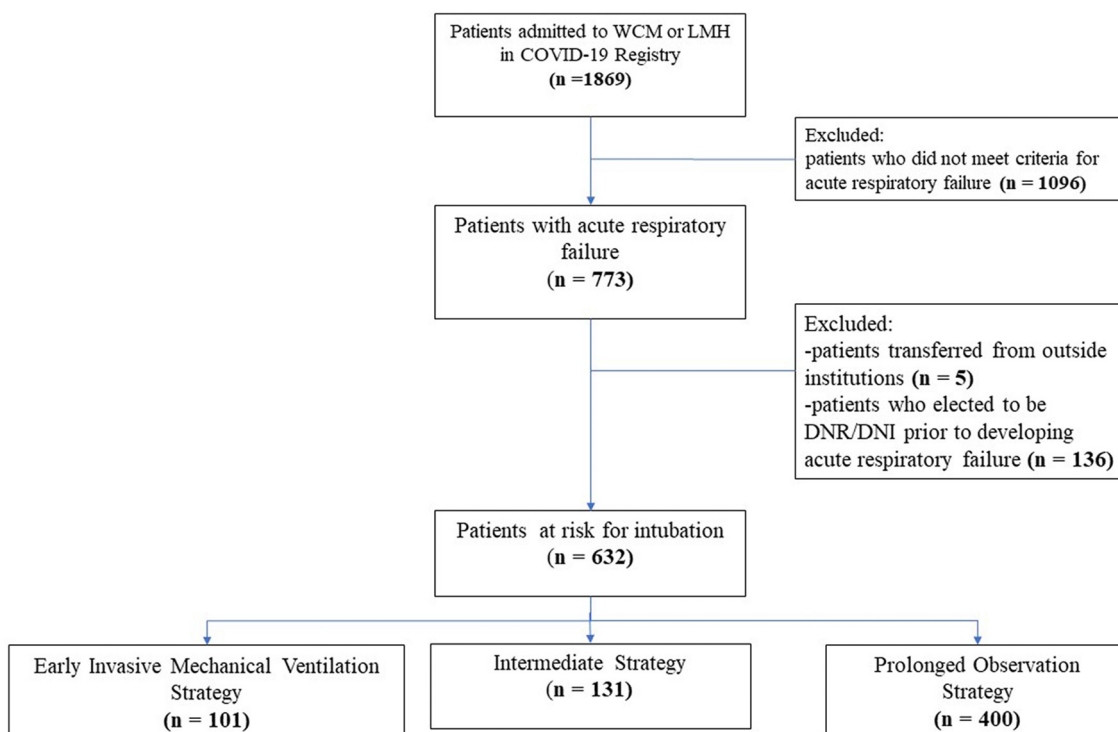 Patients admitted to WCM or LMH
in COVID-19 Registry
(n =1869)
Excluded:
patients who did not meet criteria for
acute respiratory failure (n = 1096)
Patients with acute respiratory
failure
(n = 773)
Excluded:
-patients transferred from outside
institutions (n = 5)
-patients who elected to be
DNR/DNI prior to developing
acute respiratory failure (n = 136)
Patients at risk for intubation
(n = 632)
Early Invasive Mechanical Ventilation
Strategy
(n = 101)
Intermediate Strategy
(n = 131)
Prolonged Observation
Strategy
(n = 400)